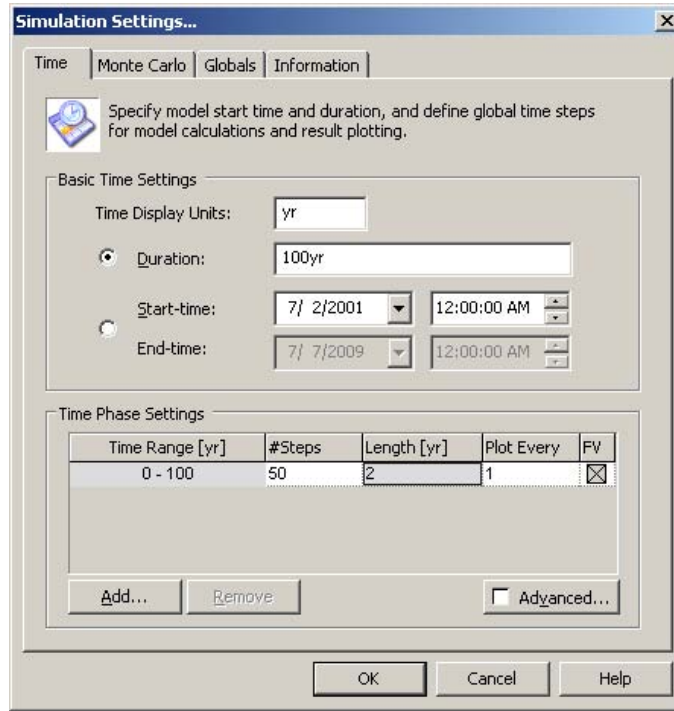 Simulation Settings...
Time Monte Carlo Globals Information
Specify model start time and duration, and define global time steps
for model calculations and result plotting.
Basic Time Settings
Time Display Units: yr
Duration: 100yr
Start-time: 7/ 2/2001 12:00:00 AM
End-time: 7/ 7/2009 12:00:00 AM
Time Phase Settings
Time Range [yr] #Steps Length [yr] Plot Every FV
0 - 100 50 2 1
Add... Remove Advanced...
OK Cancel Help